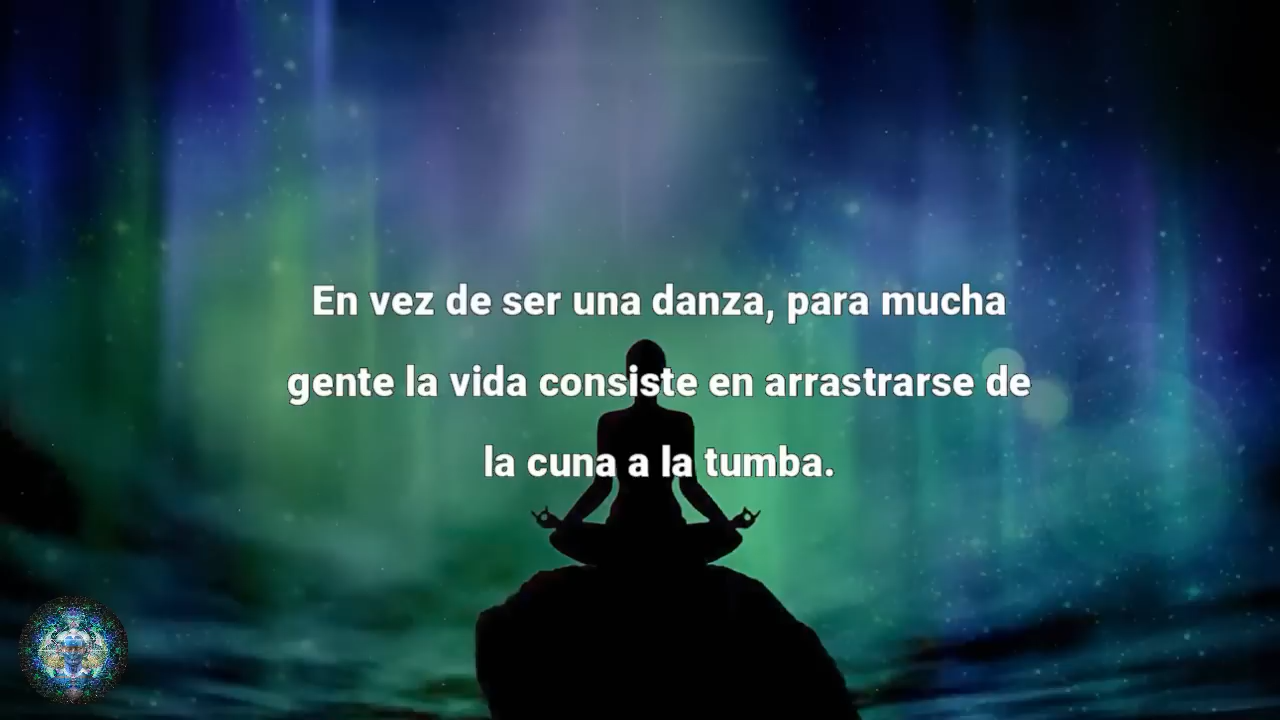 En vez de ser una danza, para mucha
gente la vida consiste en arrastrarse de
la cuna a la tumba.